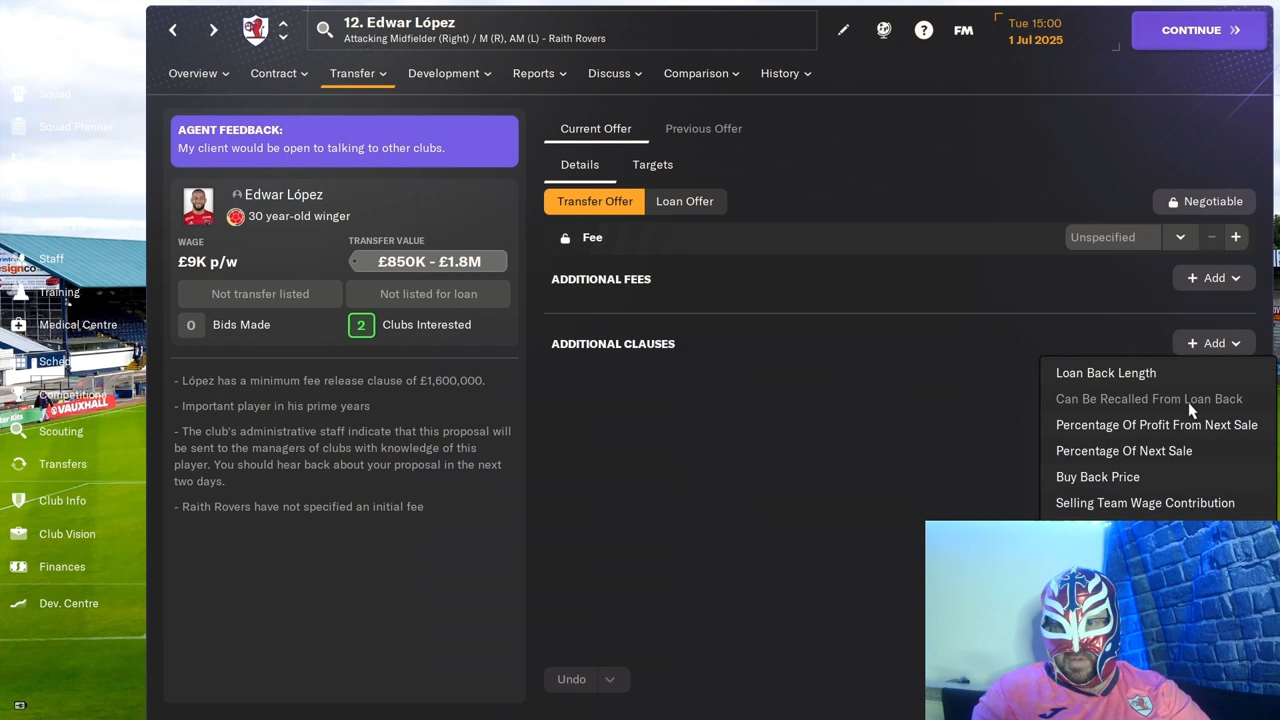 12. Edwar López
Attacking Midfielder (Right) / M (R), AM (L) - Raith Rovers
?
FM
Tue 15:00
1 Jul 2025
CONTINUE
Overview
Contract
Transfer
Development
Reports
Discuss
Comparison
History
Squad
Squad Planner
Staff
Training
Medical Centre
Sched
Competitions
VAUXHALL
Scouting
Transfers
Club Info
Club Vision
Finances
Dev. Centre
AGENT FEEDBACK:
My client would be open to talking to other clubs.
Edwar López
30 year-old winger
WAGE
£9K p/w
TRANSFER VALUE
£850K - £1.8M
Not transfer listed
Not listed for loan
0 Bids Made
2 Clubs Interested
- López has a minimum fee release clause of £1,600,000.
- Important player in his prime years
- The club's administrative staff indicate that this proposal will
be sent to the managers of clubs with knowledge of this
player. You should hear back about your proposal in the next
two days.
- Raith Rovers have not specified an initial fee
Current Offer
Previous Offer
Details
Targets
Transfer Offer
Loan Offer
Negotiable
Fee
Unspecified
ADDITIONAL FEES
+ Add
ADDITIONAL CLAUSES
+ Add
Loan Back Length
Can Be Recalled From Loan Back
Percentage Of Profit From Next Sale
Percentage Of Next Sale
Buy Back Price
Selling Team Wage Contribution
Undo